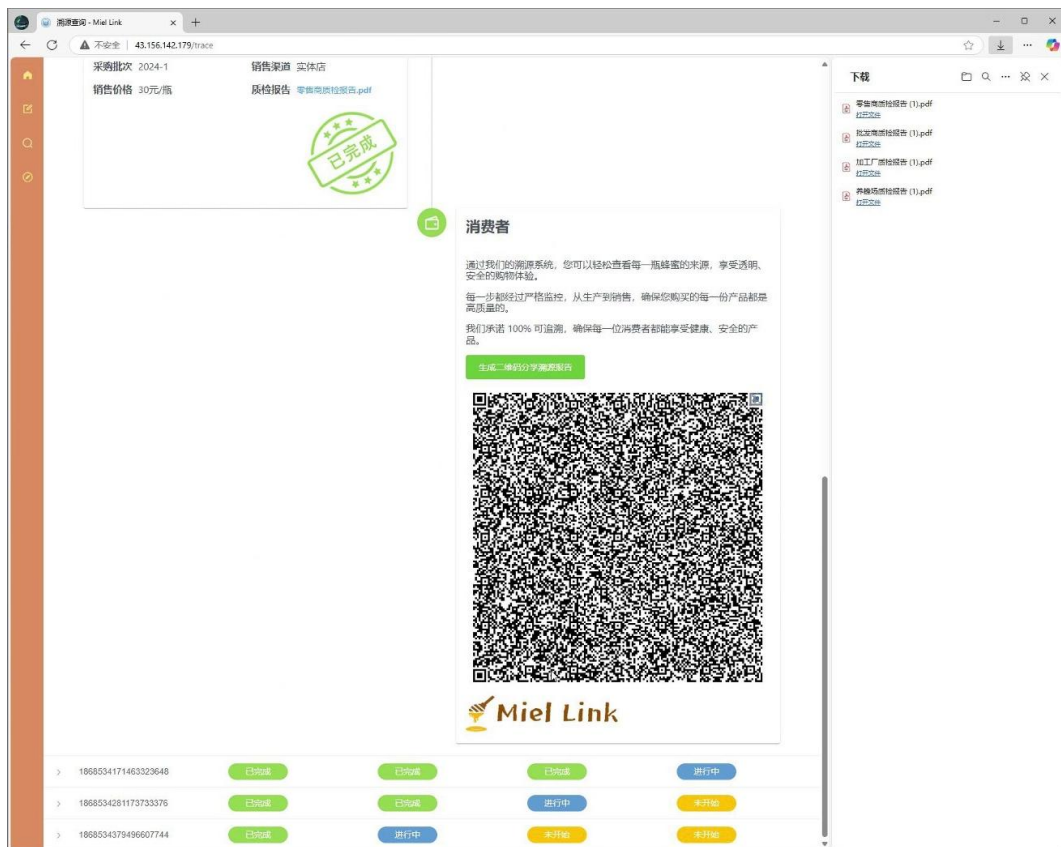 溯源查询 - Miel Link
不安全 43.156.142.179/trace
采购批次 2024-1 销售渠道 实体店
销售价格 30元/瓶 质检报告 零售商质检报告.pdf
已完成
消费者
通过我们的溯源系统，您可以轻松查看每一瓶蜂蜜的来源，享受透明、
安全的购物体验。
每一步都经过严格监控，从生产到销售，确保您购买的每一份产品都是
高质量的。
我们承诺 100% 可追溯，确保每一位消费者都能享受健康、安全的产
品。
生成二维码分享溯源报告
Miel Link
1868534171463323648 已完成 已完成 已完成 进行中
1868534281173733376 已完成 已完成 进行中 未开始
1868534379496607744 已完成 进行中 未开始 未开始
下载
零售商质检报告 (1).pdf
打开文件
批发商质检报告 (1).pdf
打开文件
加工厂质检报告 (1).pdf
打开文件
养蜂场质检报告 (1).pdf
打开文件